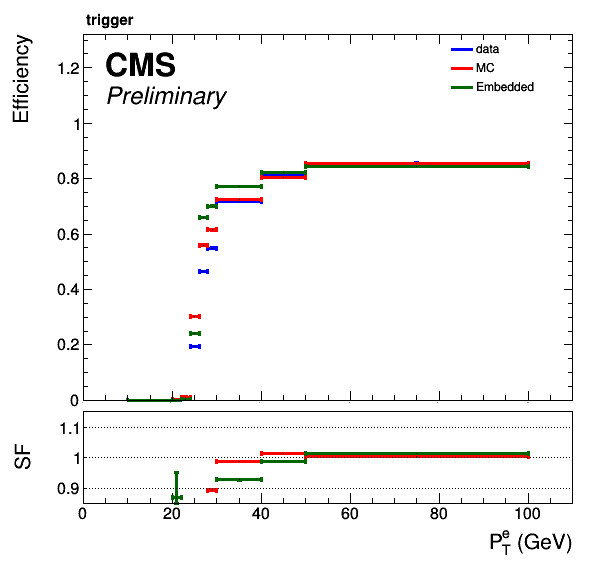 trigger
CMS
Preliminary
data
MC
Embedded
Efficiency
1.2
1
0.8
0.6
0.4
0.2
0
SF
1.1
1
0.9
0 20 40 60 80 100
P_T^e (GeV)